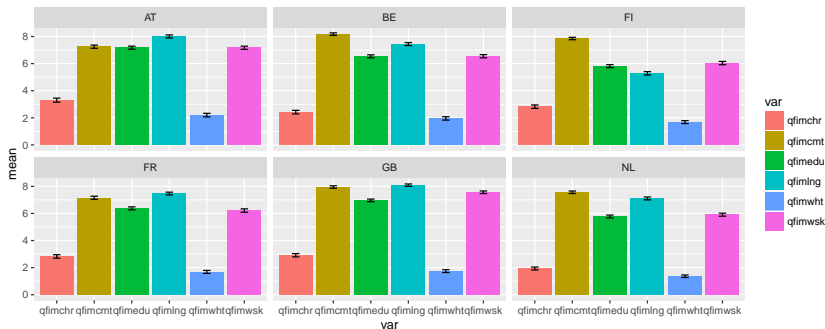 AT
BE
FI
8
6
4
2
0
mean
FR
GB
NL
8
6
4
2
0
qfimchr qfimcmt qfimedu qfimlng qfimwht qfimwsk
qfimchr qfimcmt qfimedu qfimlng qfimwht qfimwsk
qfimchr qfimcmt qfimedu qfimlng qfimwht qfimwsk
var
var
qfimchr
qfimcmt
qfimedu
qfimlng
qfimwht
qfimwsk